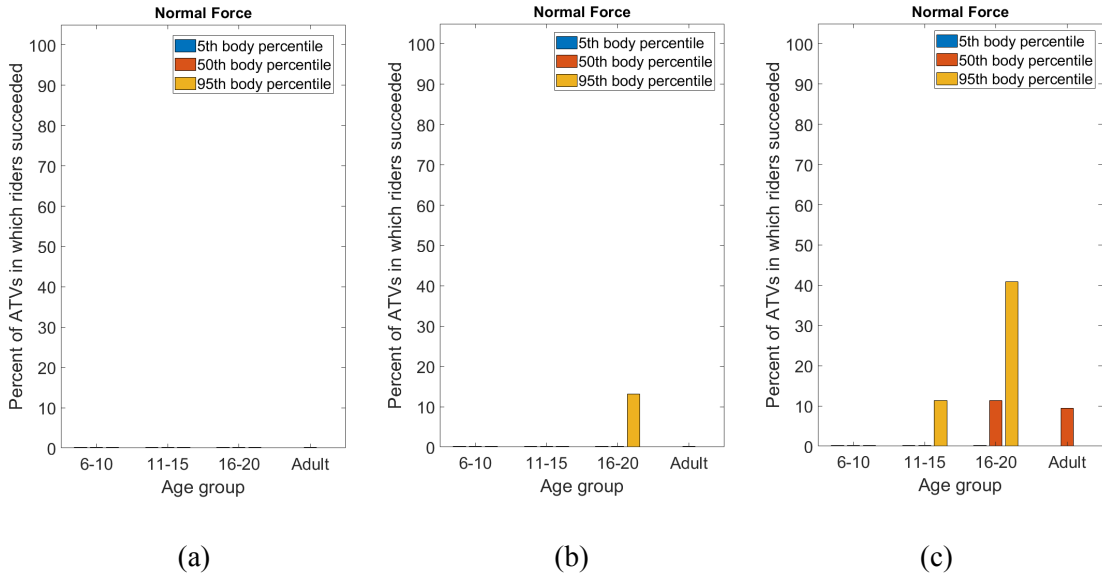 Normal Force
5th body percentile
50th body percentile
95th body percentile
Percent of ATVs in which riders succeeded
100
90
80
70
60
50
40
30
20
10
0
6-10 11-15 16-20 Adult
Age group
(a)
Normal Force
5th body percentile
50th body percentile
95th body percentile
Percent of ATVs in which riders succeeded
100
90
80
70
60
50
40
30
20
10
0
6-10 11-15 16-20 Adult
Age group
(b)
Normal Force
5th body percentile
50th body percentile
95th body percentile
Percent of ATVs in which riders succeeded
100
90
80
70
60
50
40
30
20
10
0
6-10 11-15 16-20 Adult
Age group
(c)